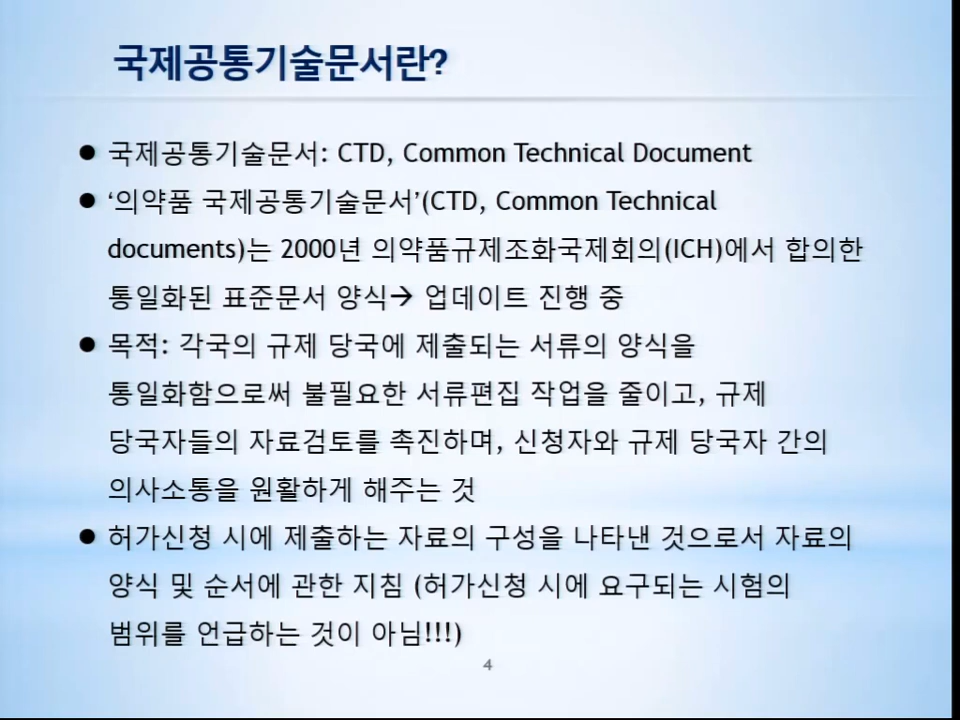 국제공통기술문서란?
● 국제공통기술문서: CTD, Common Technical Document
● ‘의약품 국제공통기술문서’(CTD, Common Technical
documents)는 2000년 의약품규제조화국제회의(ICH)에서 합의한
통일화된 표준문서 양식→ 업데이트 진행 중
● 목적: 각국의 규제 당국에 제출되는 서류의 양식을
통일화함으로써 불필요한 서류편집 작업을 줄이고, 규제
당국자들의 자료검토를 촉진하며, 신청자와 규제 당국자 간의
의사소통을 원활하게 해주는 것
● 허가신청 시에 제출하는 자료의 구성을 나타낸 것으로서 자료의
양식 및 순서에 관한 지침 (허가신청 시에 요구되는 시험의
범위를 언급하는 것이 아님!!!)
4